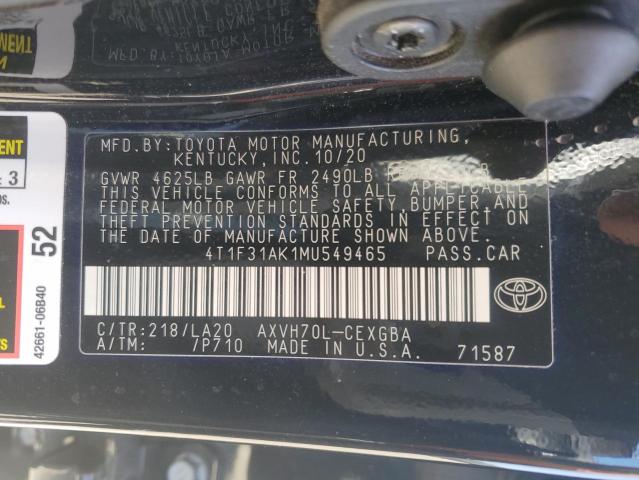 MFD.BY:TOYOTA MOTOR MANUFACTURING,
KENTUCKY,INC.10/20
GVWR 4625LB GAWR FR 2490LB
THIS VEHICLE CONFORMS TO ALL APPLICABLE
FEDERAL MOTOR VEHICLE SAFETY,BUMPER,AND
THEFT PREVENTION STANDARDS IN EFFECT ON
THE DATE OF MANUFACTURE SHOWN ABOVE.
4T1F31AK1MU549465 PASS.CAR
C/TR:218/LA20 AXVH70L-CEXGBA
A/TM: 7P710 MADE IN U.S.A. 71587
3
52
42661-06B40